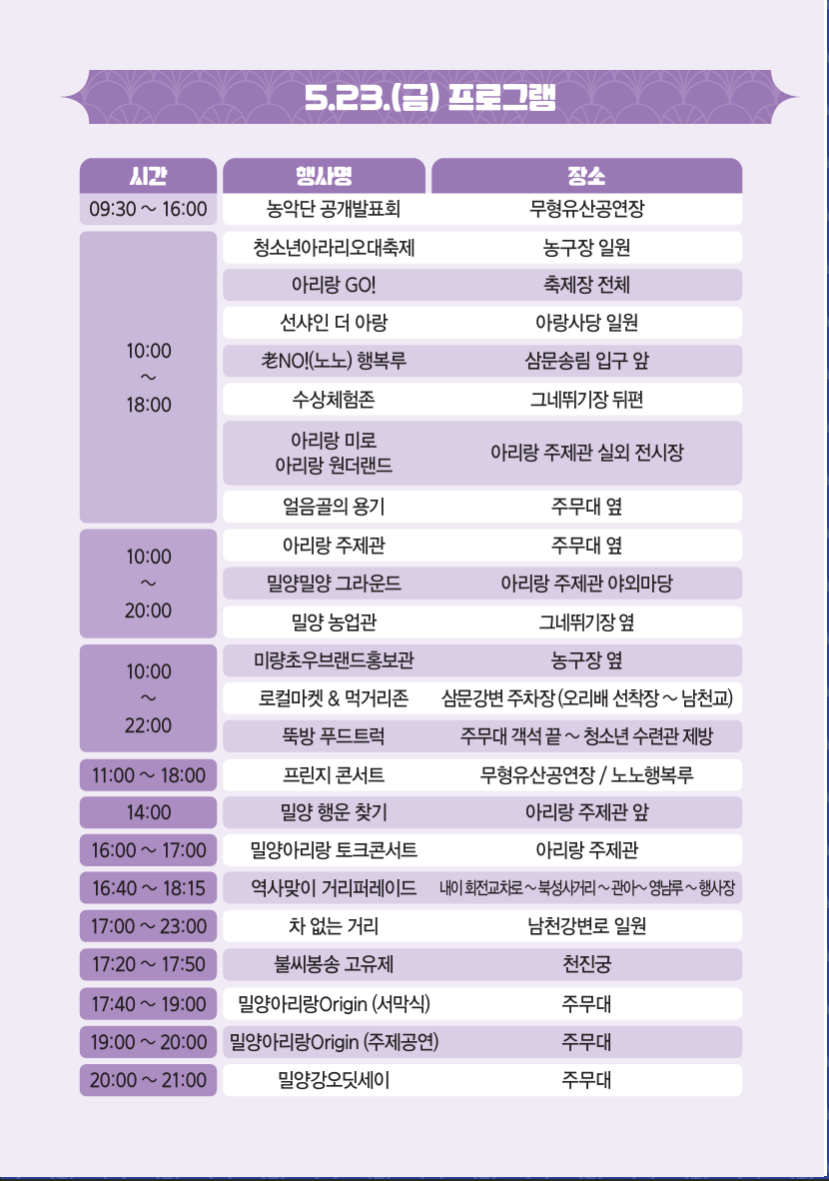 5.23.(금) 프로그램
시간 행사명 장소
09:30 ~ 16:00 농악단 공개발표회 무형유산공연장
10:00
~
18:00
청소년아라리오대축제 농구장 일원
아리랑 GO! 축제장 전체
선샤인 더 아랑 아랑사당 일원
老NO!(노노) 행복루 삼문송림 입구 앞
수상체험존 그네뛰기장 뒤편
아리랑 미로
아리랑 원더랜드
아리랑 주제관 실외 전시장
얼음골의 용기 주무대 옆
10:00
~
20:00
아리랑 주제관 주무대 옆
밀양밀양 그라운드 아리랑 주제관 야외마당
밀양 농업관 그네뛰기장 옆
10:00
~
22:00
미량초우브랜드홍보관 농구장 옆
로컬마켓 & 먹거리존 삼문강변 주차장 (오리배 선착장 ~ 남천교)
뚝방 푸드트럭 주무대 객석 끝 ~ 청소년 수련관 제방
11:00 ~ 18:00 프린지 콘서트 무형유산공연장 / 노노행복루
14:00 밀양 행운 찾기 아리랑 주제관 앞
16:00 ~ 17:00 밀양아리랑 토크콘서트 아리랑 주제관
16:40 ~ 18:15 역사맞이 거리퍼레이드 내이 회전교차로 ~ 북성사거리 ~ 관아~ 영남루 ~ 행사장
17:00 ~ 23:00 차 없는 거리 남천강변로 일원
17:20 ~ 17:50 불씨봉송 고유제 천진궁
17:40 ~ 19:00 밀양아리랑Origin (서막식) 주무대
19:00 ~ 20:00 밀양아리랑Origin (주제공연) 주무대
20:00 ~ 21:00 밀양강오딧세이 주무대